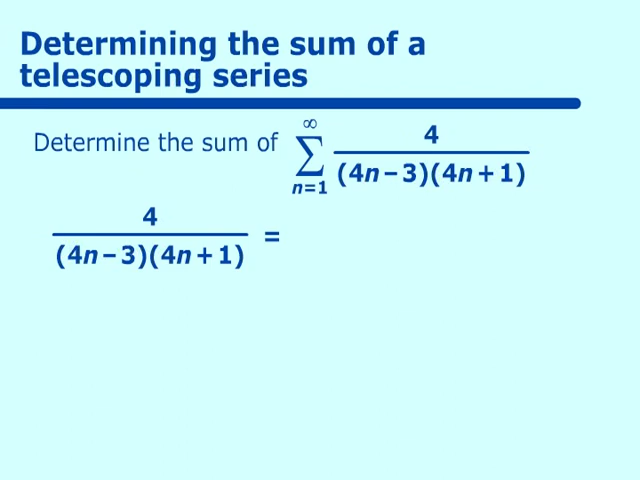 Determining the sum of a
telescoping series
Determine the sum of ∞ ∑ n=1 4 / (4n – 3)(4n + 1)
4 / (4n – 3)(4n + 1) =